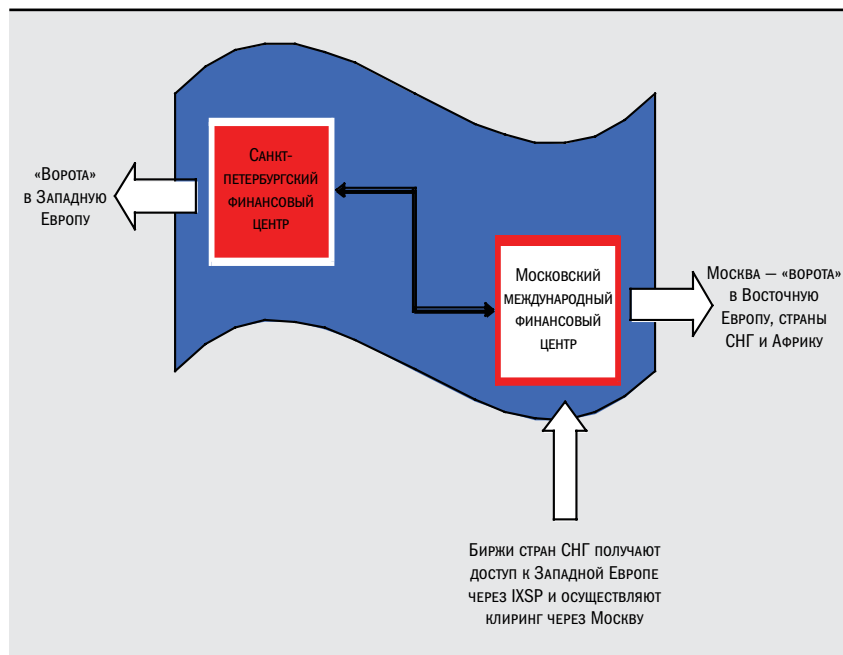 «Ворота»
в Западную
Европу
Санкт-
петербургский
финансовый
центр
Московский
международный
финансовый
центр
Москва — «ворота»
в Восточную
Европу, страны
СНГ и Африку
Биржи стран СНГ получают
доступ к Западной Европе
через IXSP и осуществляют
клиринг через Москву